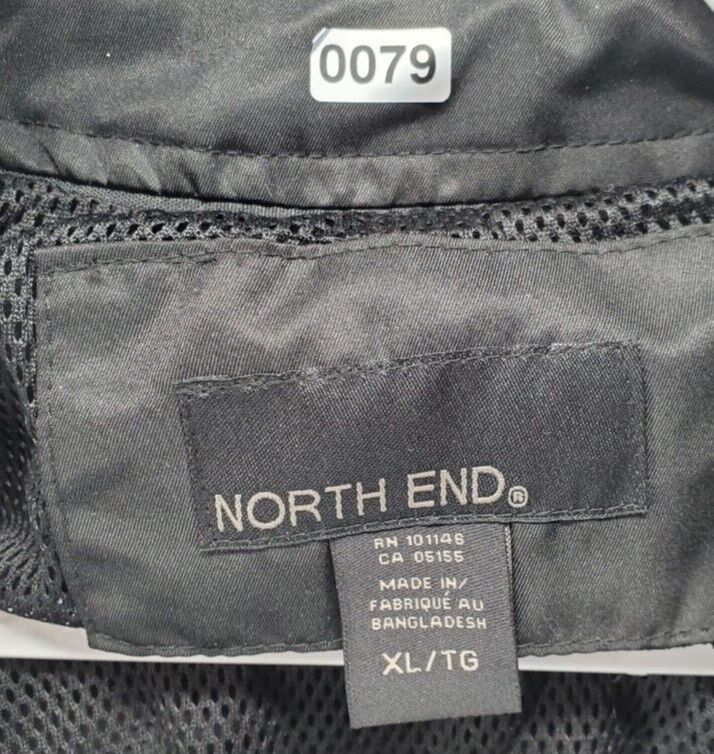 0079
NORTH END®
RN 101146
CA 05155
MADE IN/
FABRIQUÉ AU
BANGLADESH
XL/TG